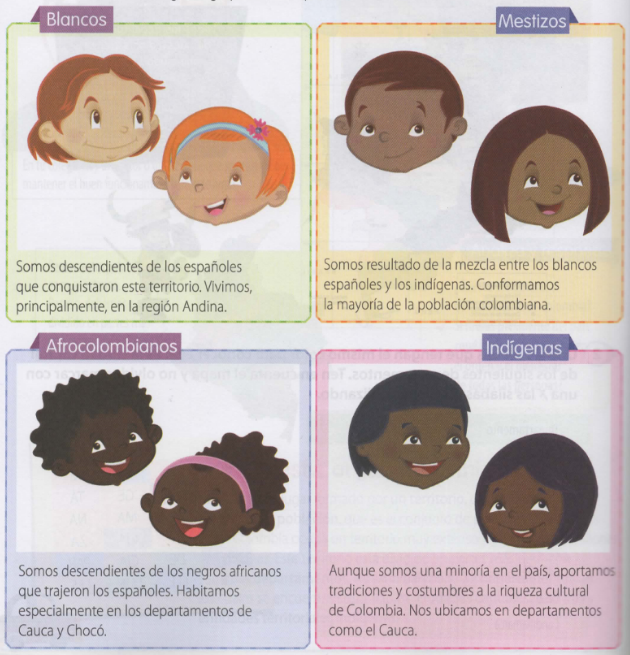 Blancos
Somos descendientes de los españoles
que conquistaron este territorio. Vivimos,
principalmente, en la región Andina.
Mestizos
Somos resultado de la mezcla entre los blancos
españoles y los indígenas. Conformamos
la mayoría de la población colombiana.
Afrocolombianos
Somos descendientes de los negros africanos
que trajeron los españoles. Habitamos
especialmente en los departamentos de
Cauca y Chocó.
Indígenas
Aunque somos una minoría en el país, aportamos
tradiciones y costumbres a la riqueza cultural
de Colombia. Nos ubicamos en departamentos
como el Cauca.